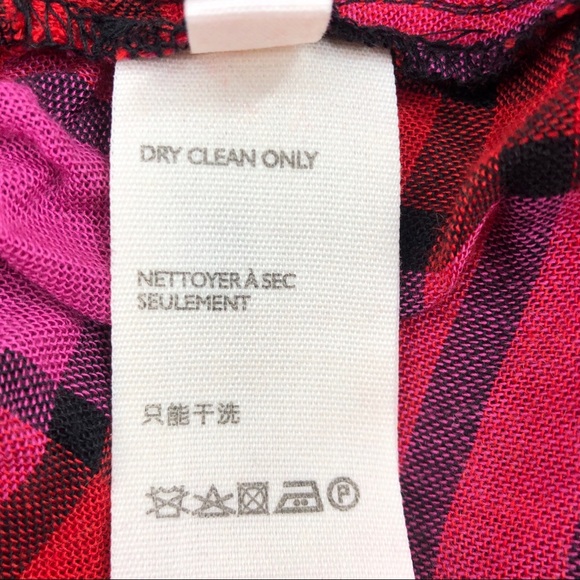 DRY CLEAN ONLY
NETTOYER À SEC
SEULEMENT
只能干洗
P